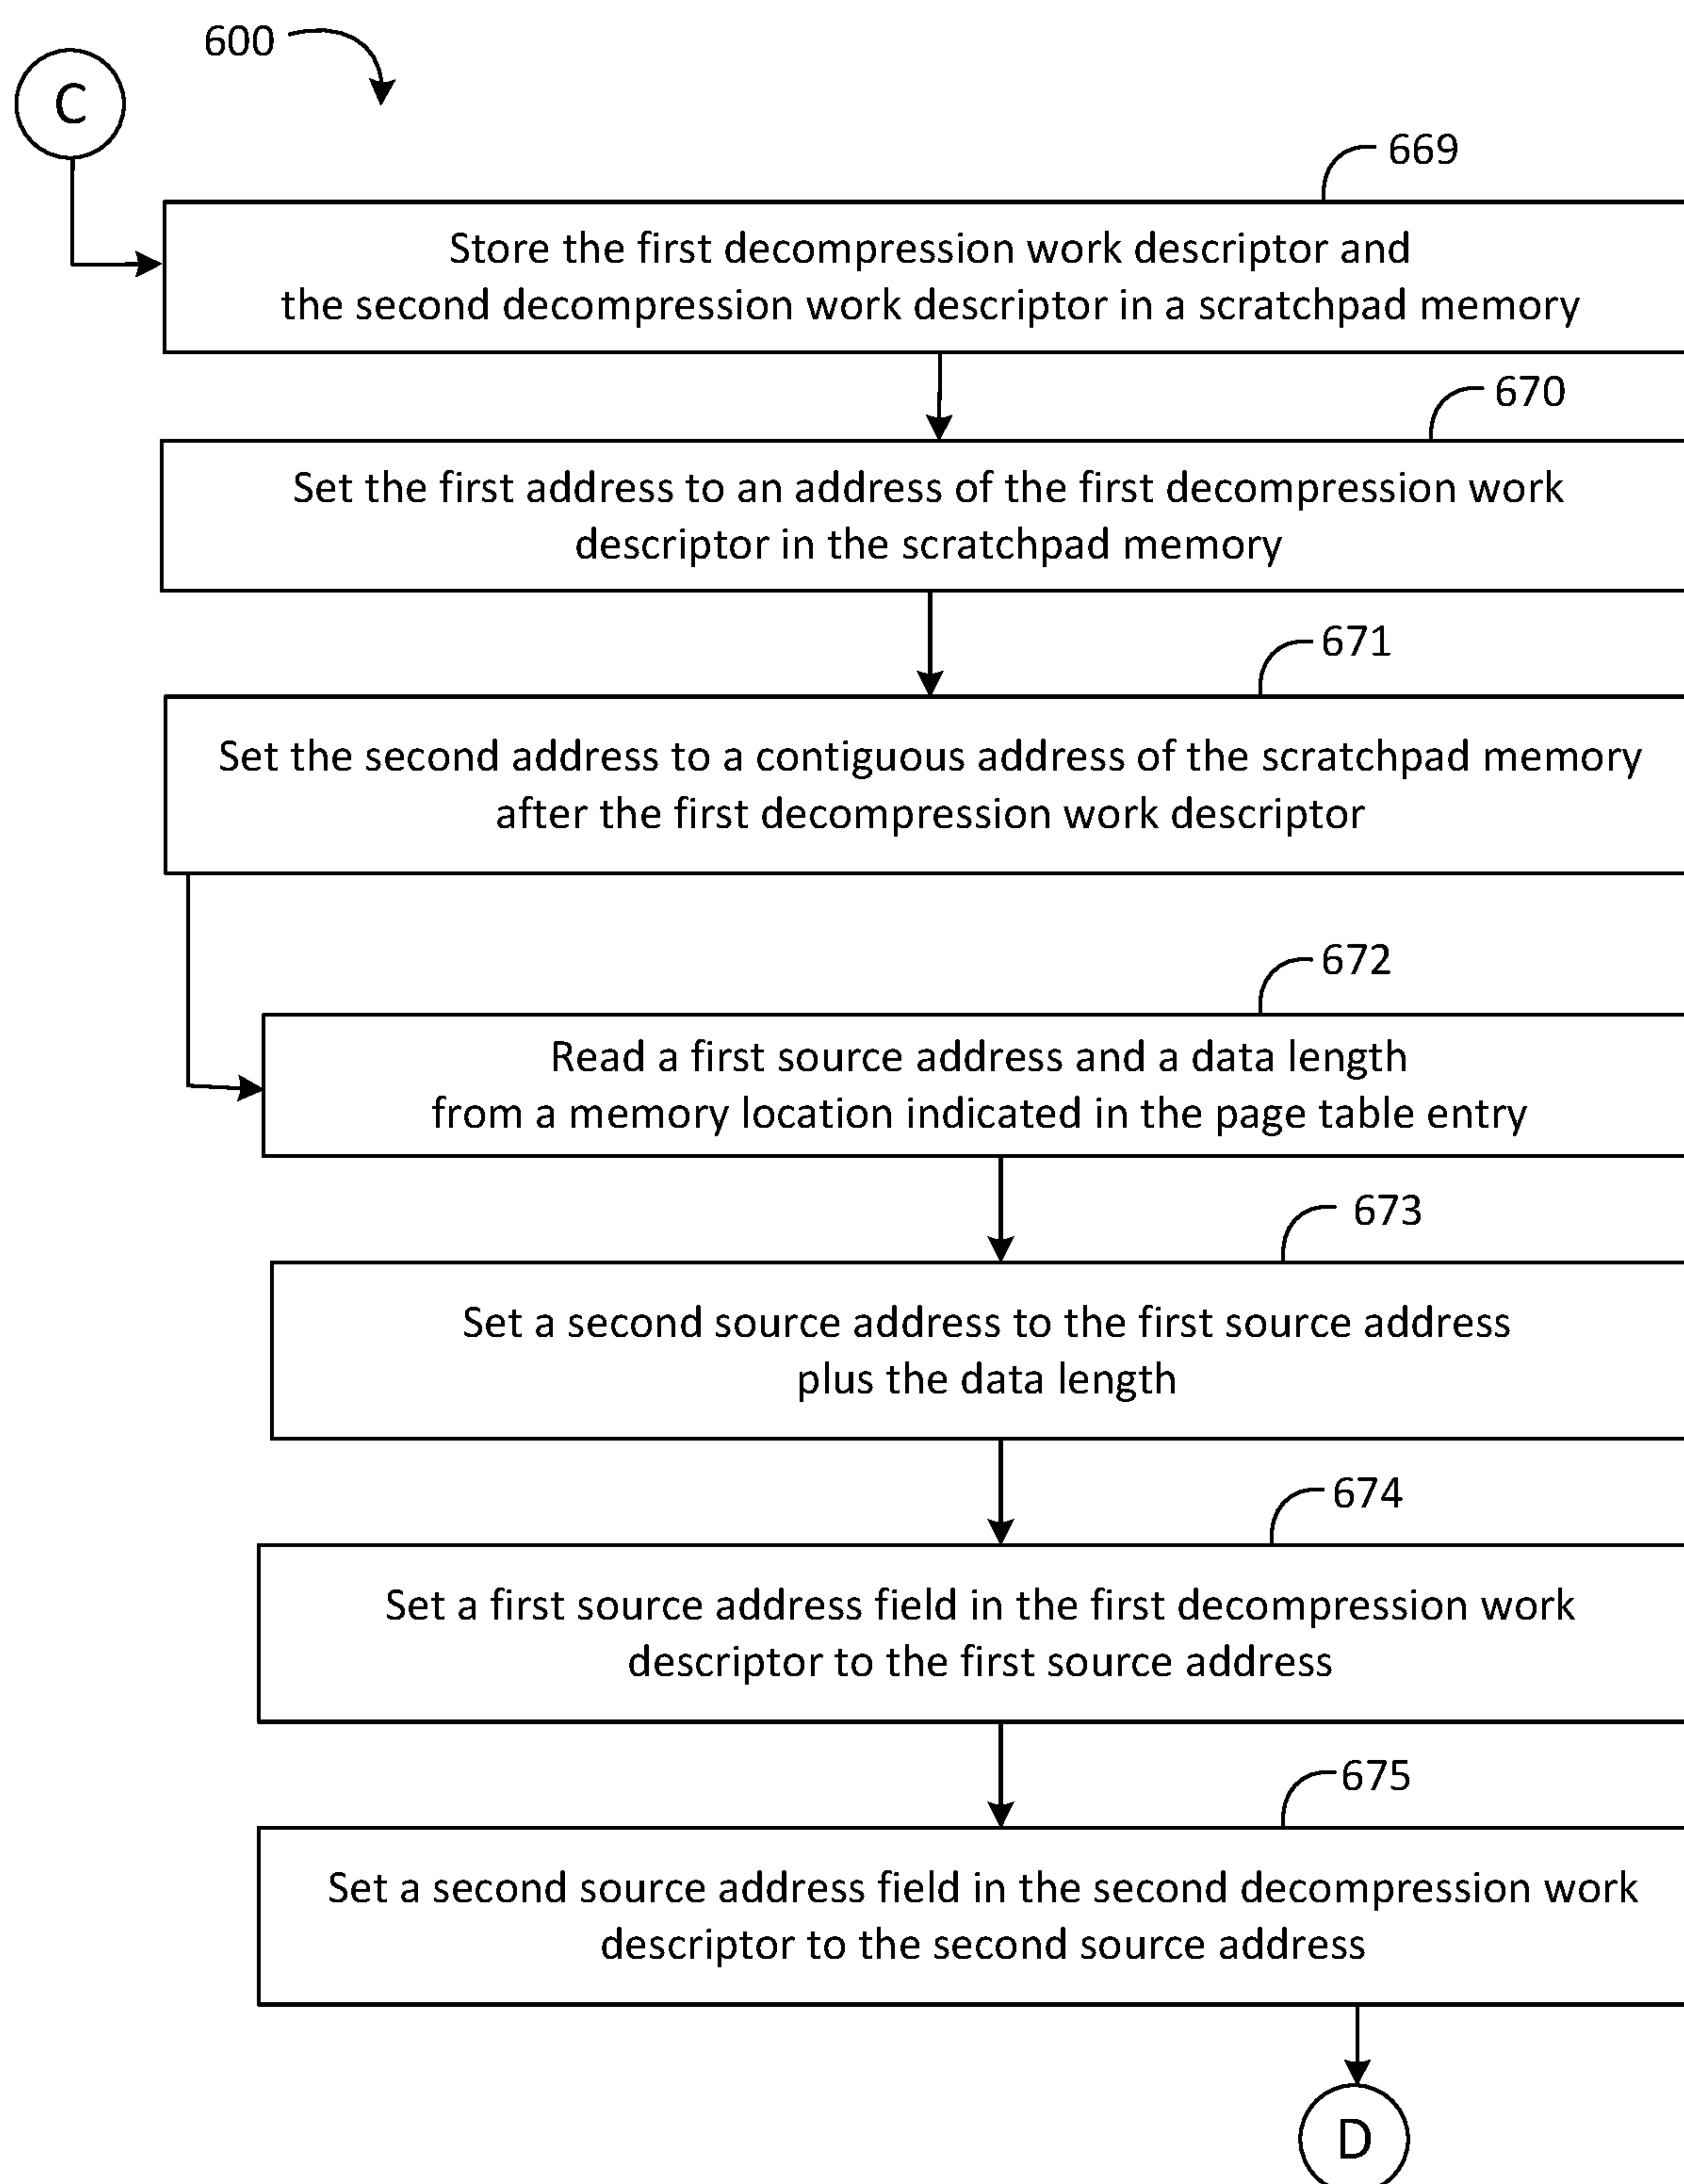 600
C
669
Store the first decompression work descriptor and
the second decompression work descriptor in a scratchpad memory
670
Set the first address to an address of the first decompression work
descriptor in the scratchpad memory
671
Set the second address to a contiguous address of the scratchpad memory
after the first decompression work descriptor
672
Read a first source address and a data length
from a memory location indicated in the page table entry
673
Set a second source address to the first source address
plus the data length
674
Set a first source address field in the first decompression work
descriptor to the first source address
675
Set a second source address field in the second decompression work
descriptor to the second source address
D